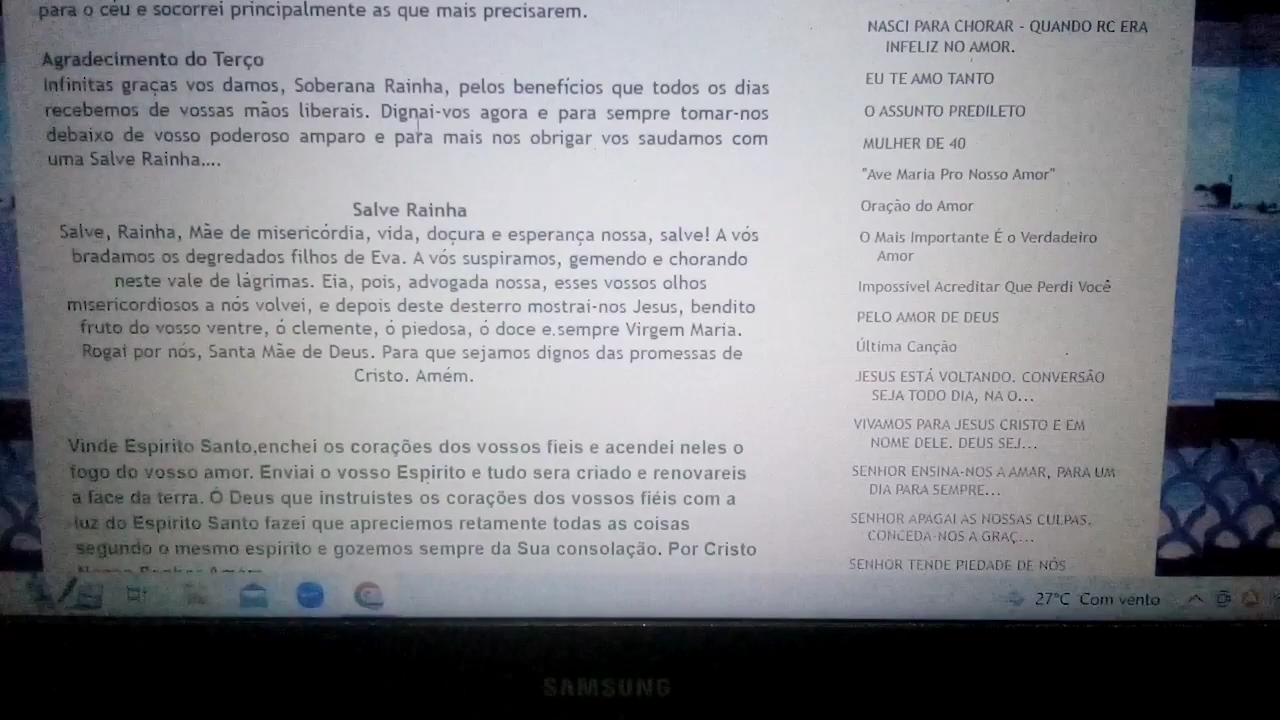 para o céu e socorrei principalmente as que mais precisarem.
Agradecimento do Terço
Infinitas graças vos damos, Soberana Rainha, pelos benefícios que todos os dias
recebemos de vossas mãos liberais. Dignai-vos agora e para sempre tomar-nos
debaixo de vosso poderoso amparo e para mais nos obrigar vos saudamos com
uma Salve Rainha....
Salve Rainha
Salve, Rainha, Mãe de misericórdia, vida, doçura e esperança nossa, salve! A vós
bradamos os degredados filhos de Eva. A vós suspiramos, gemendo e chorando
neste vale de lágrimas. Eia, pois, advogada nossa, esses vossos olhos
misericordiosos a nós volvei, e depois deste desterro mostrai-nos Jesus, bendito
fruto do vosso ventre, ó clemente, ó piedosa, ó doce e.sempre Virgem Maria.
Rogai por nós, Santa Mãe de Deus. Para que sejamos dignos das promessas de
Cristo. Amém.
Vinde Espirito Santo,enchei os corações dos vossos fieis e acendei neles o
fogo do vosso amor. Enviai o vosso Espirito e tudo sera criado e renovareis
a face da terra. Ó Deus que instruistes os corações dos vossos fiéis com a
luz do Espirito Santo fazei que apreciemos retamente todas as coisas
segundo o mesmo espirito e gozemos sempre da Sua consolação. Por Cristo
NASCI PARA CHORAR - QUANDO RC ERA
INFELIZ NO AMOR.
EU TE AMO TANTO
O ASSUNTO PREDILETO
MULHER DE 40
"Ave Maria Pro Nosso Amor"
Oração do Amor
O Mais Importante É o Verdadeiro
Amor
Impossível Acreditar Que Perdi Você
PELO AMOR DE DEUS
Última Canção
JESUS ESTÁ VOLTANDO. CONVERSÃO
SEJA TODO DIA, NA O...
VIVAMOS PARA JESUS CRISTO E EM
NOME DELE. DEUS SEJ...
SENHOR ENSINA-NOS A AMAR, PARA UM
DIA PARA SEMPRE...
SENHOR APAGAI AS NOSSAS CULPAS.
CONCEDA-NOS A GRAÇ...
SENHOR TENDE PIEDADE DE NÓS
27°C Com vento
SAMSUNG